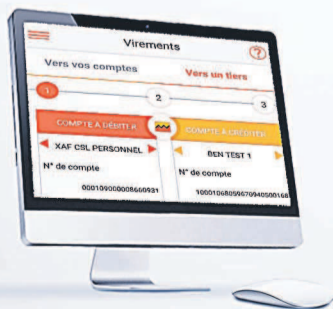 Virements
?
Vers vos comptes
Vers un tiers
1
2
3
COMPTE A DÉBITER
COMPTE A CRÉDITER
XAF CSL PERSONNEL
BEN TEST 1
N° de compte
N° de compte
000109000008660931
10001068059670940500168